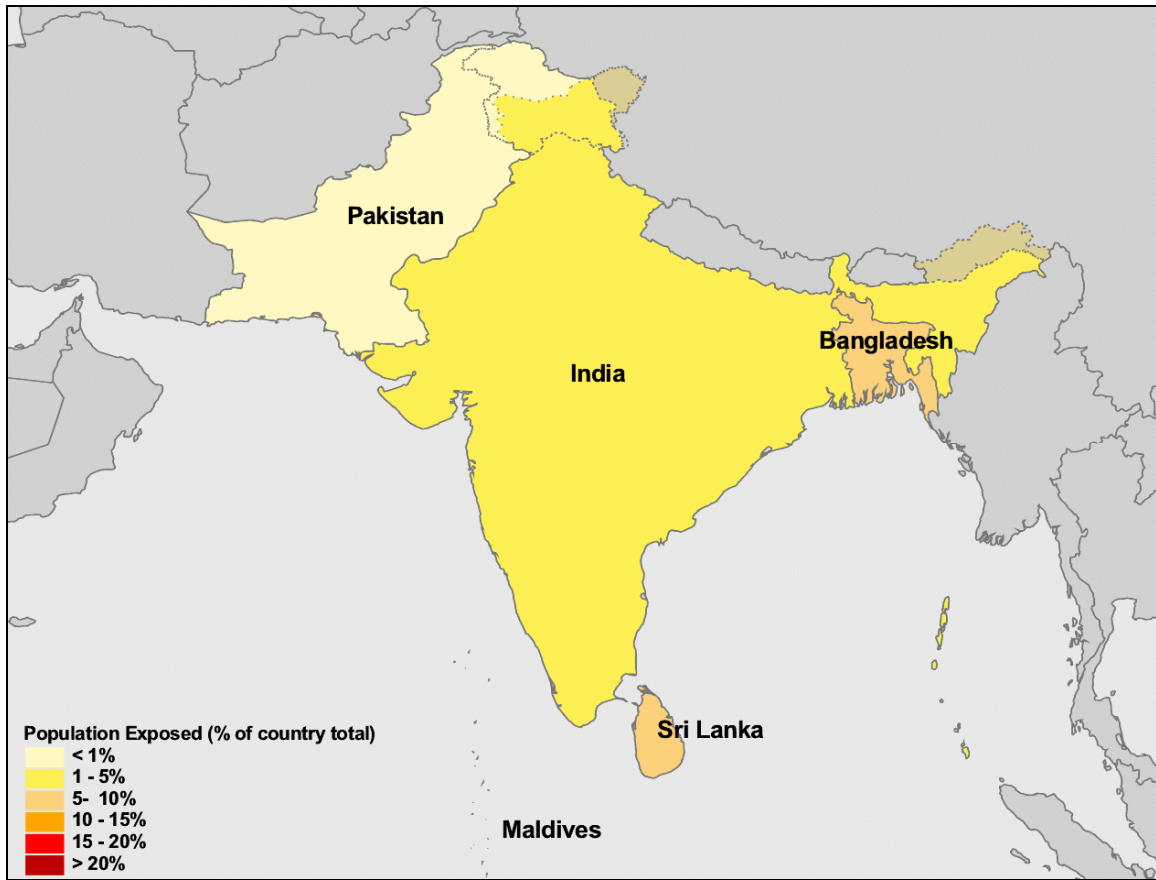 Pakistan
Bangladesh
India
Sri Lanka
Population Exposed (% of country total)
< 1%
1 - 5%
5- 10%
10 - 15%
15 - 20%
> 20%
Maldives